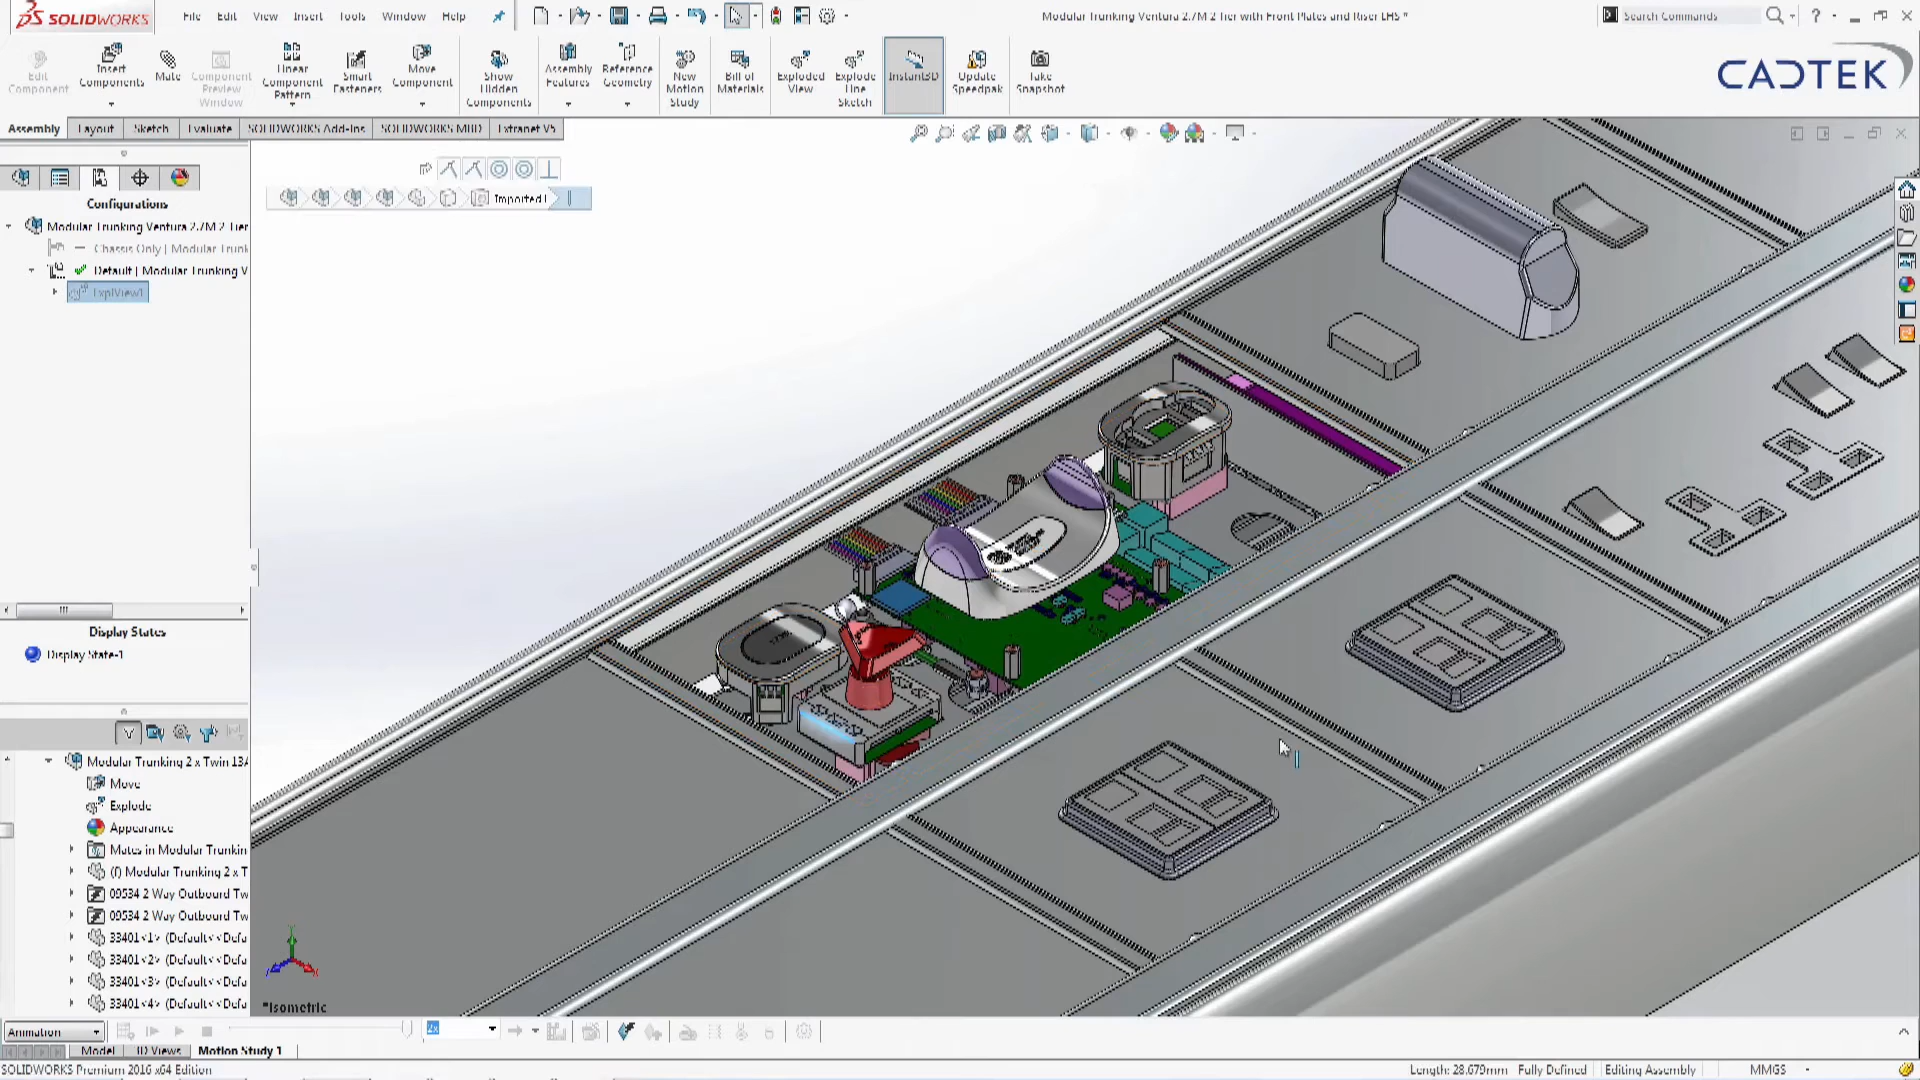 SOLIDWORKS
File Edit View Insert Tools Window Help
Modular Trunking Ventura 2.7M 2 Tier with Front Plates and Riser LHS *
Search Commands
Edit Component
Insert Components
Mate
Component Preview Window
Linear Component Pattern
Smart Fasteners
Move Component
Show Hidden Components
Assembly Features
Reference Geometry
New Motion Study
Bill of Materials
Exploded View
Explode Line Sketch
Instant3D
Update Speedpak
Take Snapshot
CADTEK
Assembly Layout Sketch Evaluate SOLIDWORKS Add-Ins SOLIDWORKS MBD Extranet V5
Imported1
Configurations
Modular Trunking Ventura 2.7M 2 Tier
Chassis Only | Modular Trunk
Default | Modular Trunking V
ExplView1
Display States
Display State-1
Modular Trunking 2 x Twin 13A
Move
Explode
Appearance
Mates in Modular Trunkin
(f) Modular Trunking 2 x T
09534 2 Way Outbound Tw
09534 2 Way Outbound Tw
33401<1> (Default<<Defa
33401<2> (Default<<Defa
33401<3> (Default<<Defa
33401<4> (Default<<Defa
*Isometric
Animation
2x
Model 3D Views Motion Study 1
SOLIDWORKS Premium 2016 x64 Edition
Length: 28.679mm Fully Defined Editing Assembly MMGS